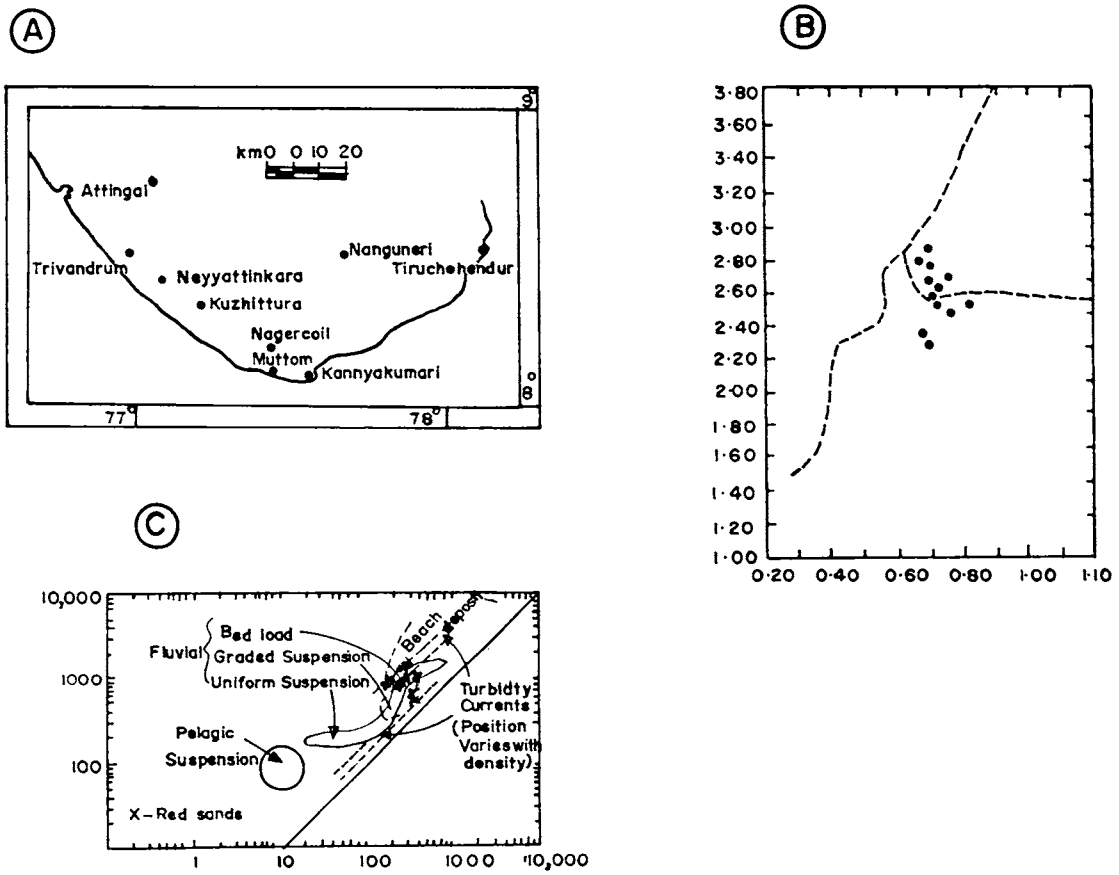 A
9°
km0 0 10 20
Attingal
Nanguneri
Trivandrum
Tiruchehendur
Neyyattinkara
Kuzhittura
Nagercoil
Muttom
Kannyakumari
8°
77°
78°
B
3.80
3.60
3.40
3.20
3.00
2.80
2.60
2.40
2.20
2.00
1.80
1.60
1.40
1.20
1.00
0.20 0.40 0.60 0.80 1.00 1.10
C
10,000
1000
100
Beach
Bed load
Fluvial
Graded Suspension
Uniform Suspension
Turbidty
Currents
(Position
Varies with
density)
Pelagic
Suspension
X-Red sands
1 10 100 1000 10,000